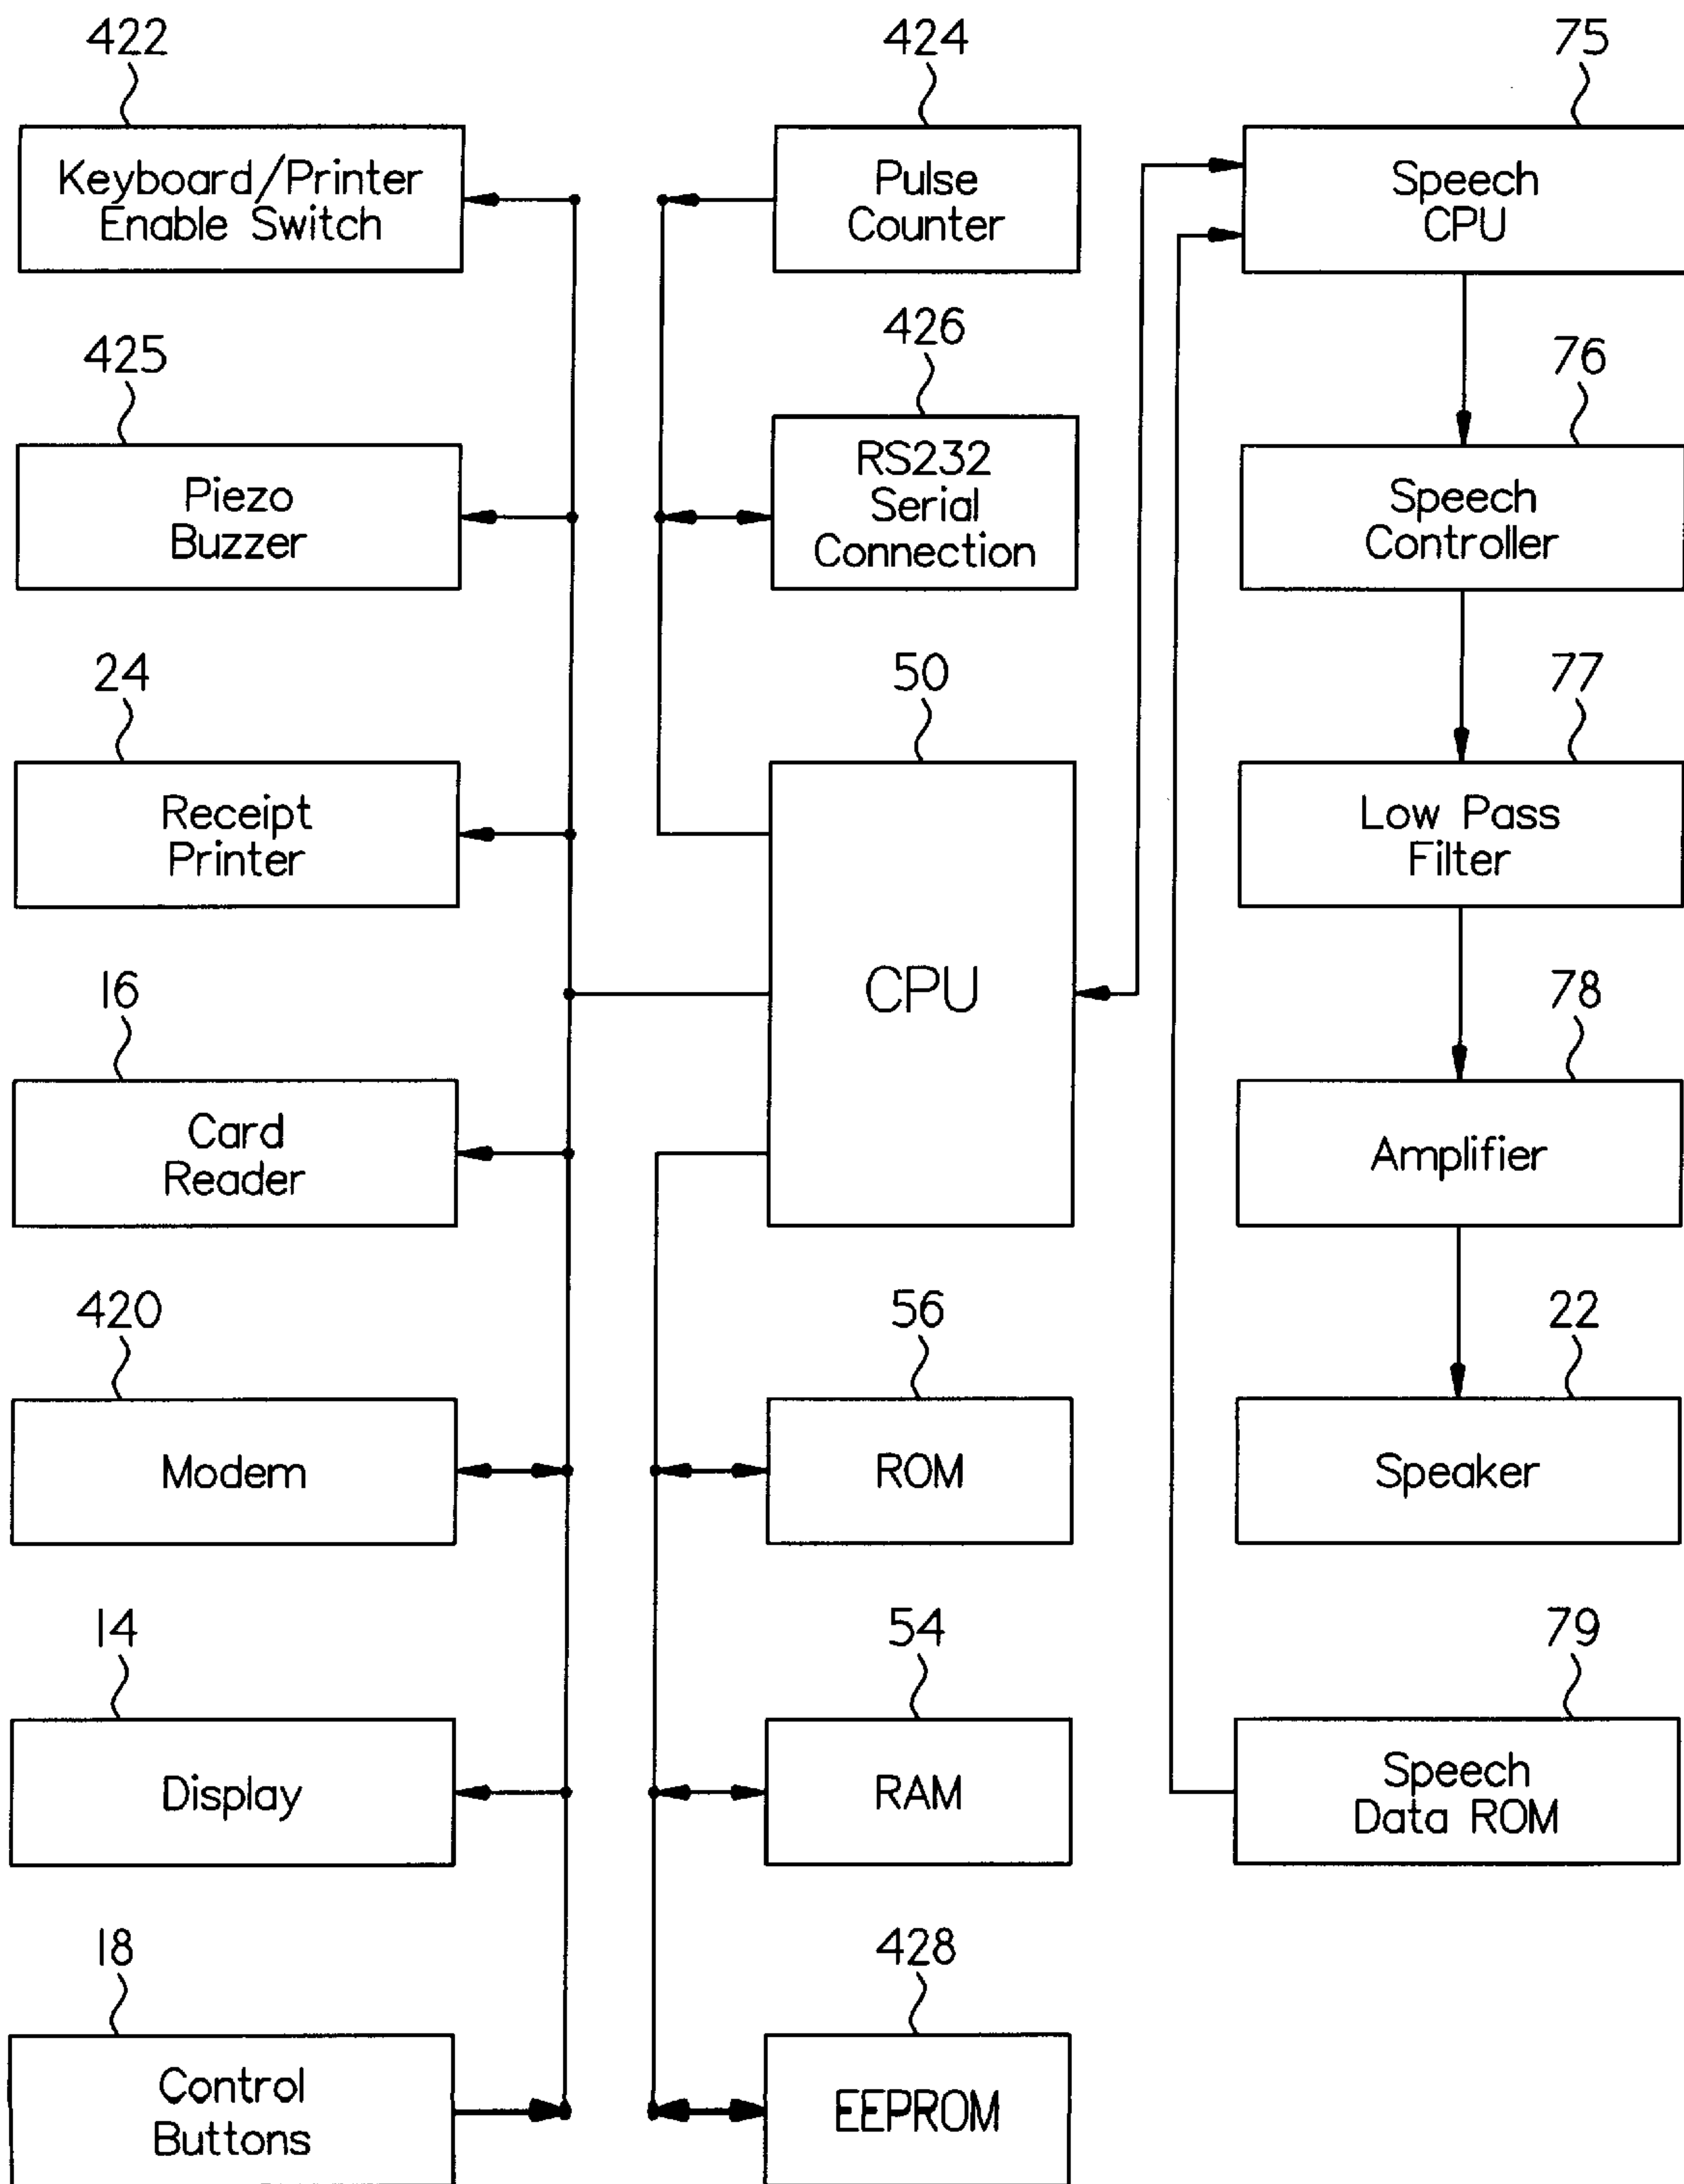 422
Keyboard/Printer
Enable Switch
424
Pulse
Counter
75
Speech
CPU
425
Piezo
Buzzer
426
RS232
Serial
Connection
76
Speech
Controller
24
Receipt
Printer
50
CPU
77
Low Pass
Filter
16
Card
Reader
78
Amplifier
420
Modem
56
ROM
22
Speaker
14
Display
54
RAM
79
Speech
Data ROM
18
Control
Buttons
428
EEPROM